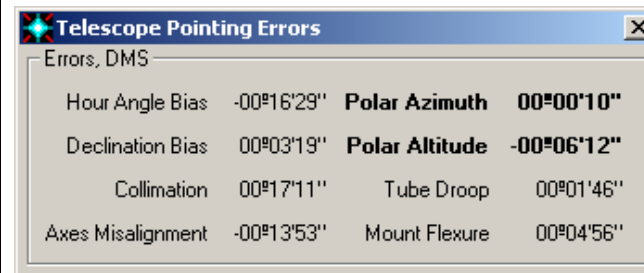 Telescope Pointing Errors
Errors, DMS
Hour Angle Bias -00º16'29'' Polar Azimuth 00º00'10''
Declination Bias 00º03'19'' Polar Altitude -00º06'12''
Collimation 00º17'11'' Tube Droop 00º01'46''
Axes Misalignment -00º13'53'' Mount Flexure 00º04'56''